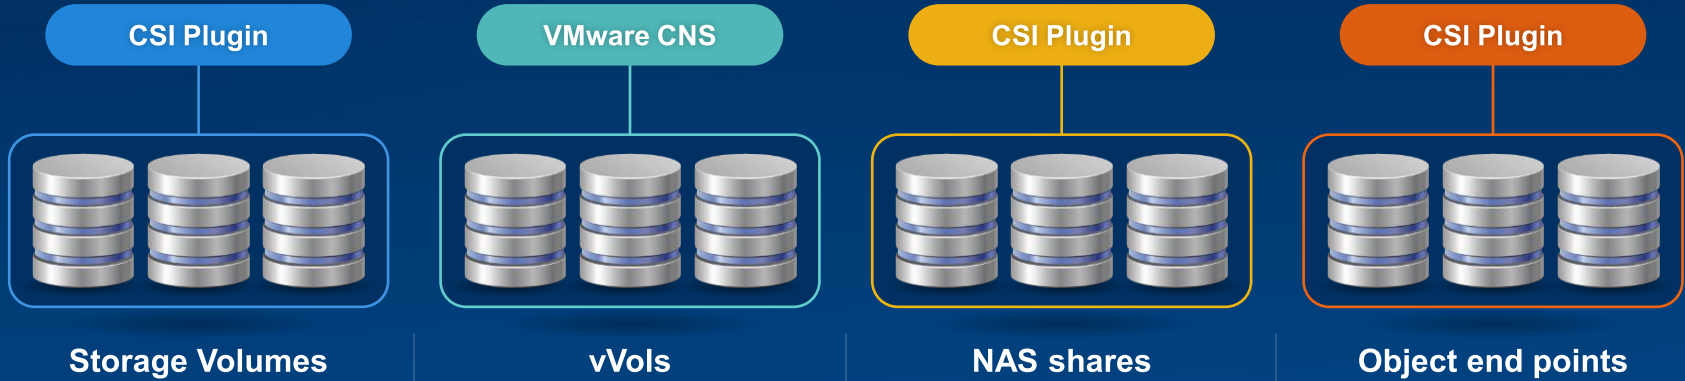 CSI Plugin
VMware CNS
CSI Plugin
CSI Plugin
Storage Volumes
vVols
NAS shares
Object end points